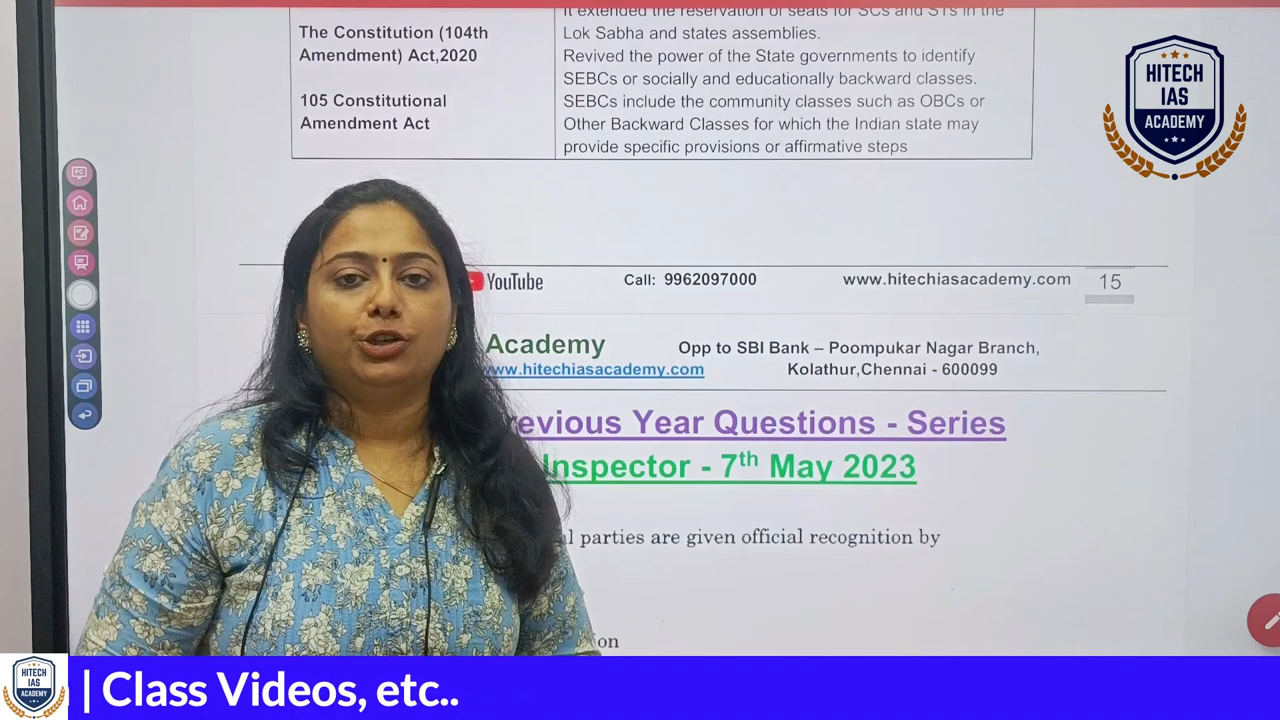 It extended the reservation of seats for SCs and STs in the
The Constitution (104th
Amendment) Act,2020
Lok Sabha and states assemblies.
Revived the power of the State governments to identify
SEBCs or socially and educationally backward classes.
105 Constitutional
Amendment Act
SEBCs include the community classes such as OBCs or
Other Backward Classes for which the Indian state may
provide specific provisions or affirmative steps
HITECH
IAS
ACADEMY
PC
YouTube
Call: 9962097000
www.hitechiasacademy.com
15
Academy
Opp to SBI Bank – Poompukar Nagar Branch,
www.hitechiasacademy.com
Kolathur,Chennai - 600099
revious Year Questions - Series
Inspector - 7th May 2023
al parties are given official recognition by
on
HITECH
IAS
ACADEMY
| Class Videos, etc..